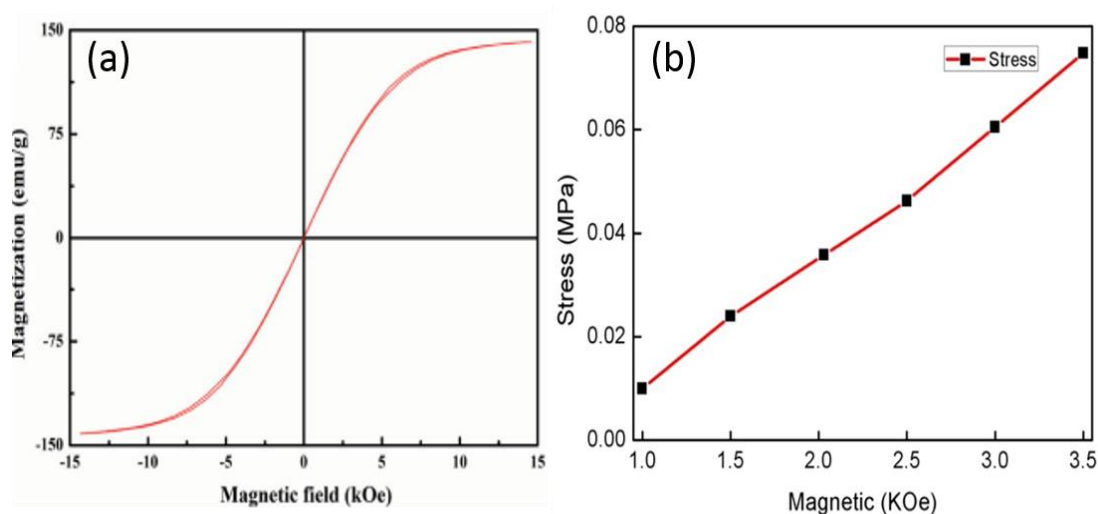 (a)
150
75
0
-75
-150
-15 -10 -5 0 5 10 15
Magnetization (emu/g)
Magnetic field (kOe)
(b)
Stress
0.08
0.06
0.04
0.02
0.00
1.0 1.5 2.0 2.5 3.0 3.5
Stress (MPa)
Magnetic (KOe)